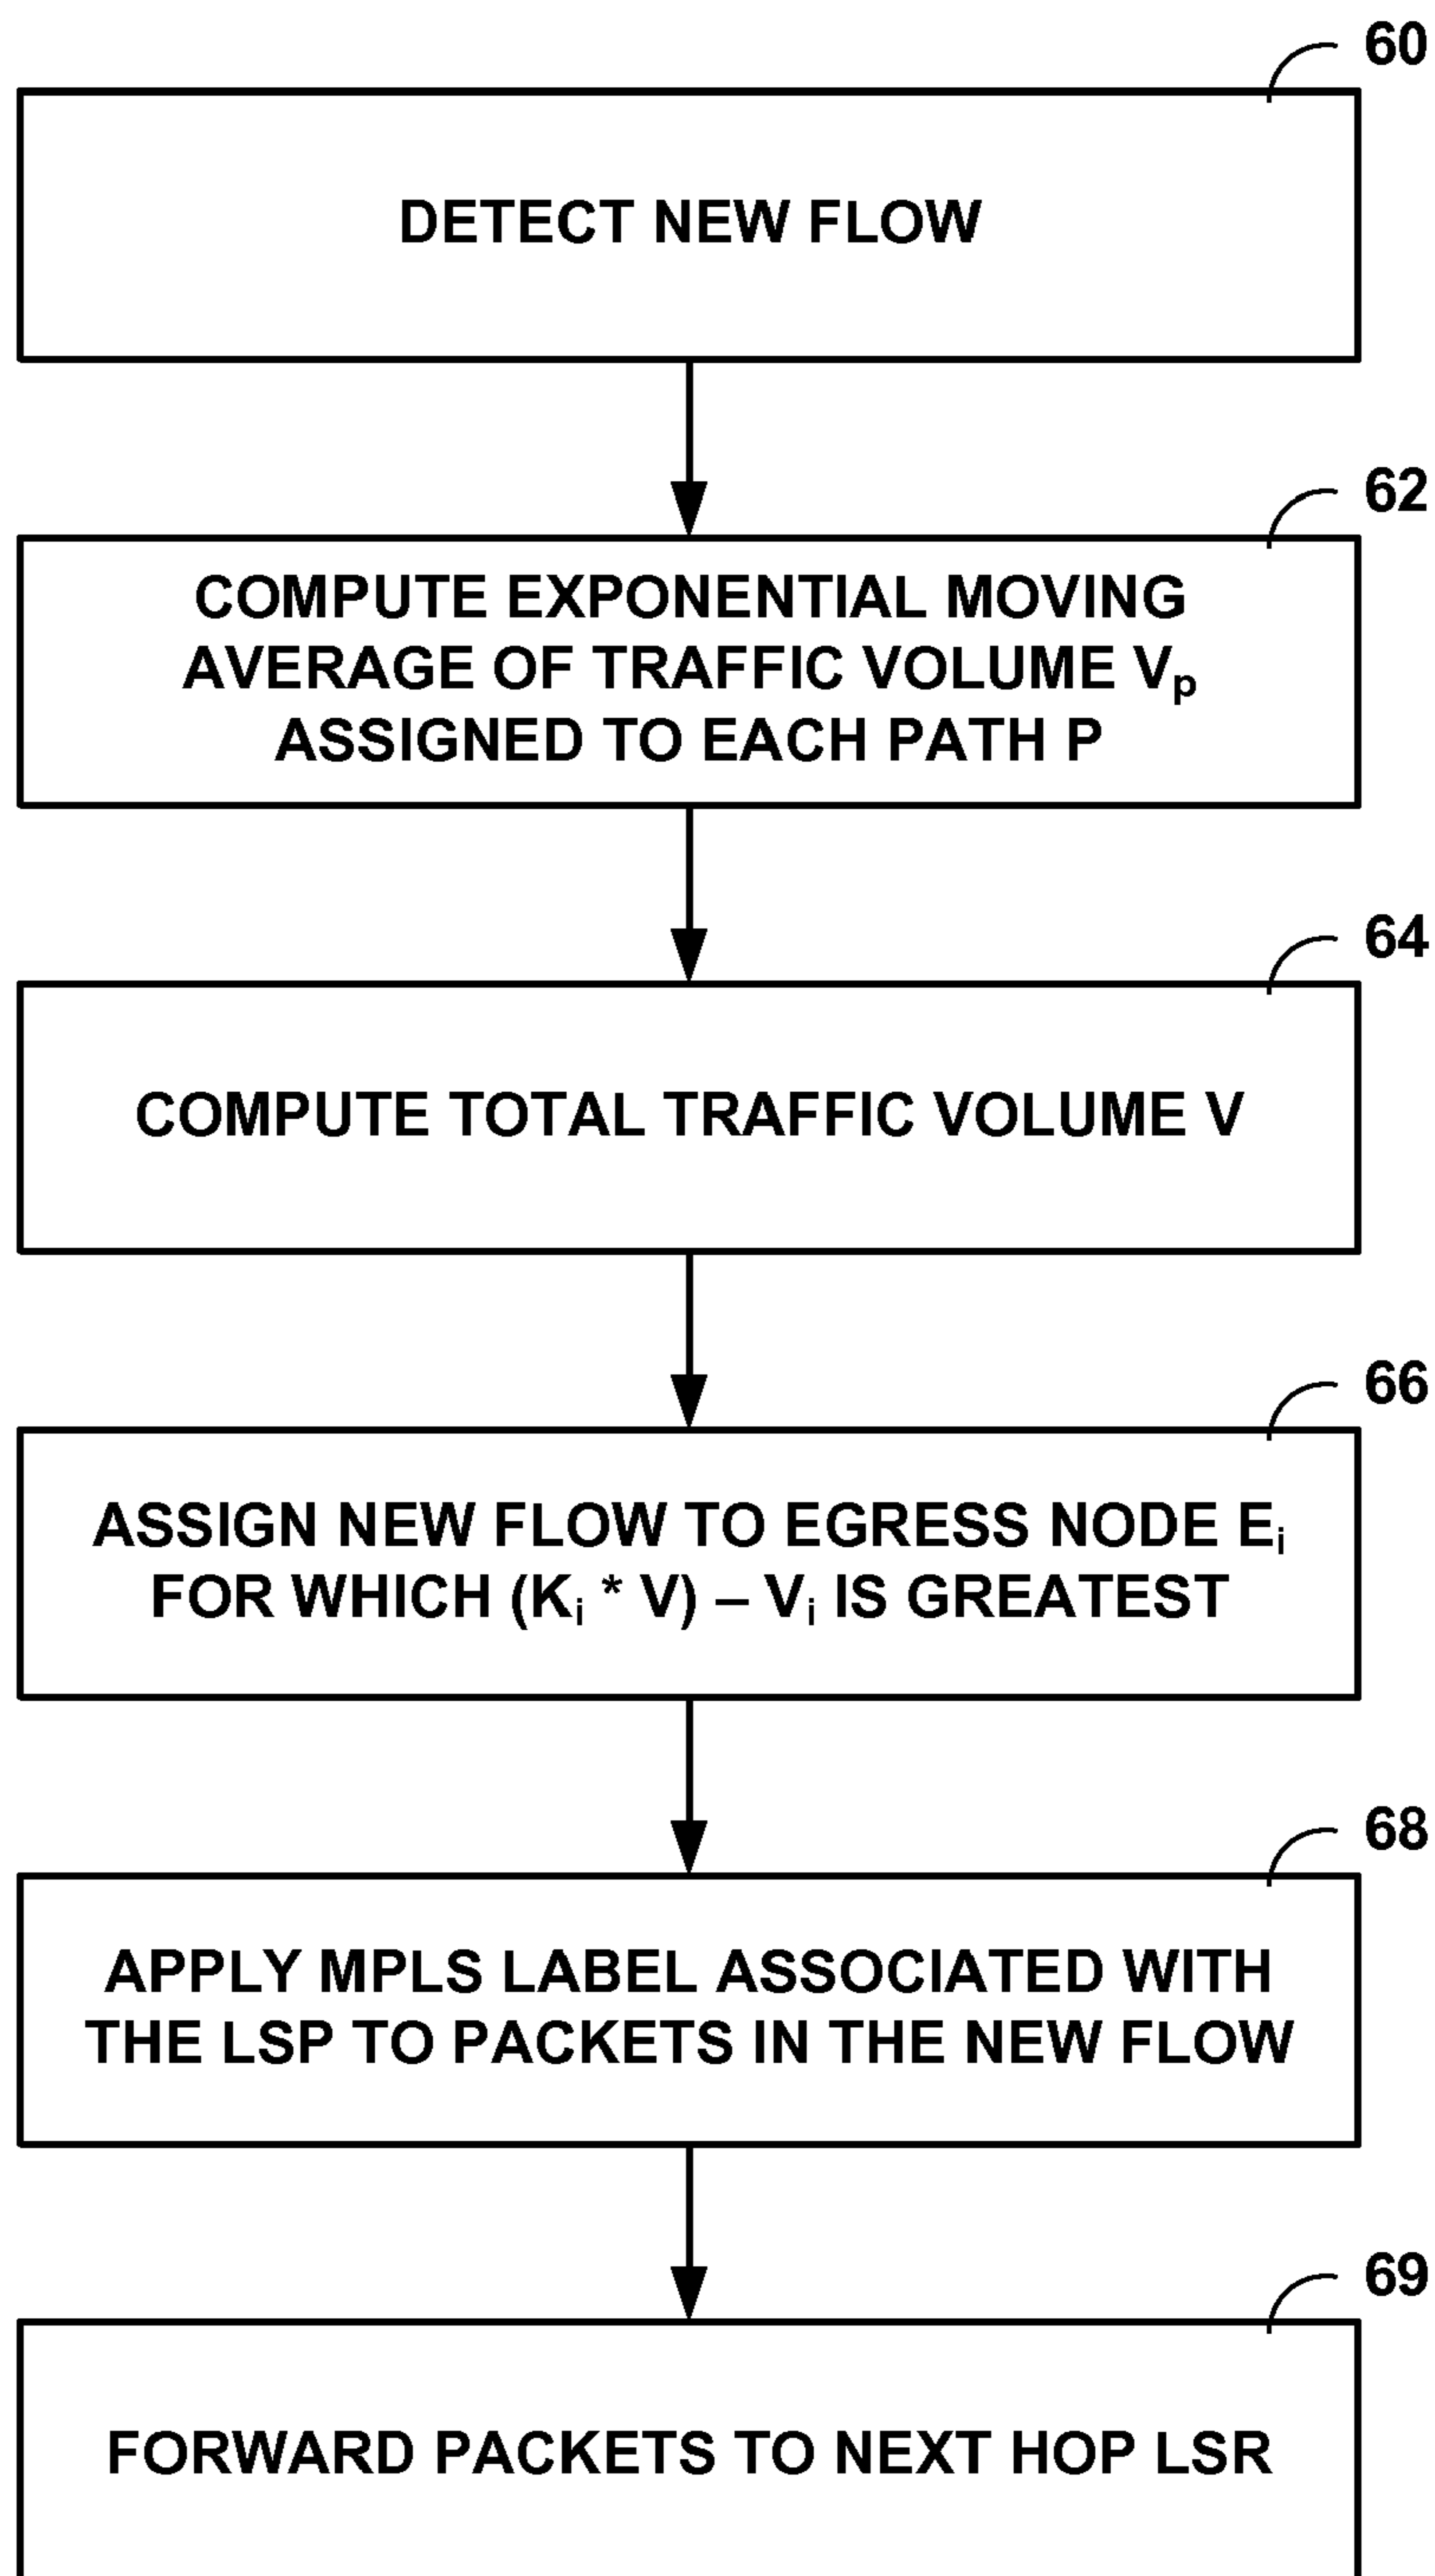 60
DETECT NEW FLOW
62
COMPUTE EXPONENTIAL MOVING
AVERAGE OF TRAFFIC VOLUME Vp
ASSIGNED TO EACH PATH P
64
COMPUTE TOTAL TRAFFIC VOLUME V
66
ASSIGN NEW FLOW TO EGRESS NODE Ei
FOR WHICH (Ki * V) – Vi IS GREATEST
68
APPLY MPLS LABEL ASSOCIATED WITH
THE LSP TO PACKETS IN THE NEW FLOW
69
FORWARD PACKETS TO NEXT HOP LSR